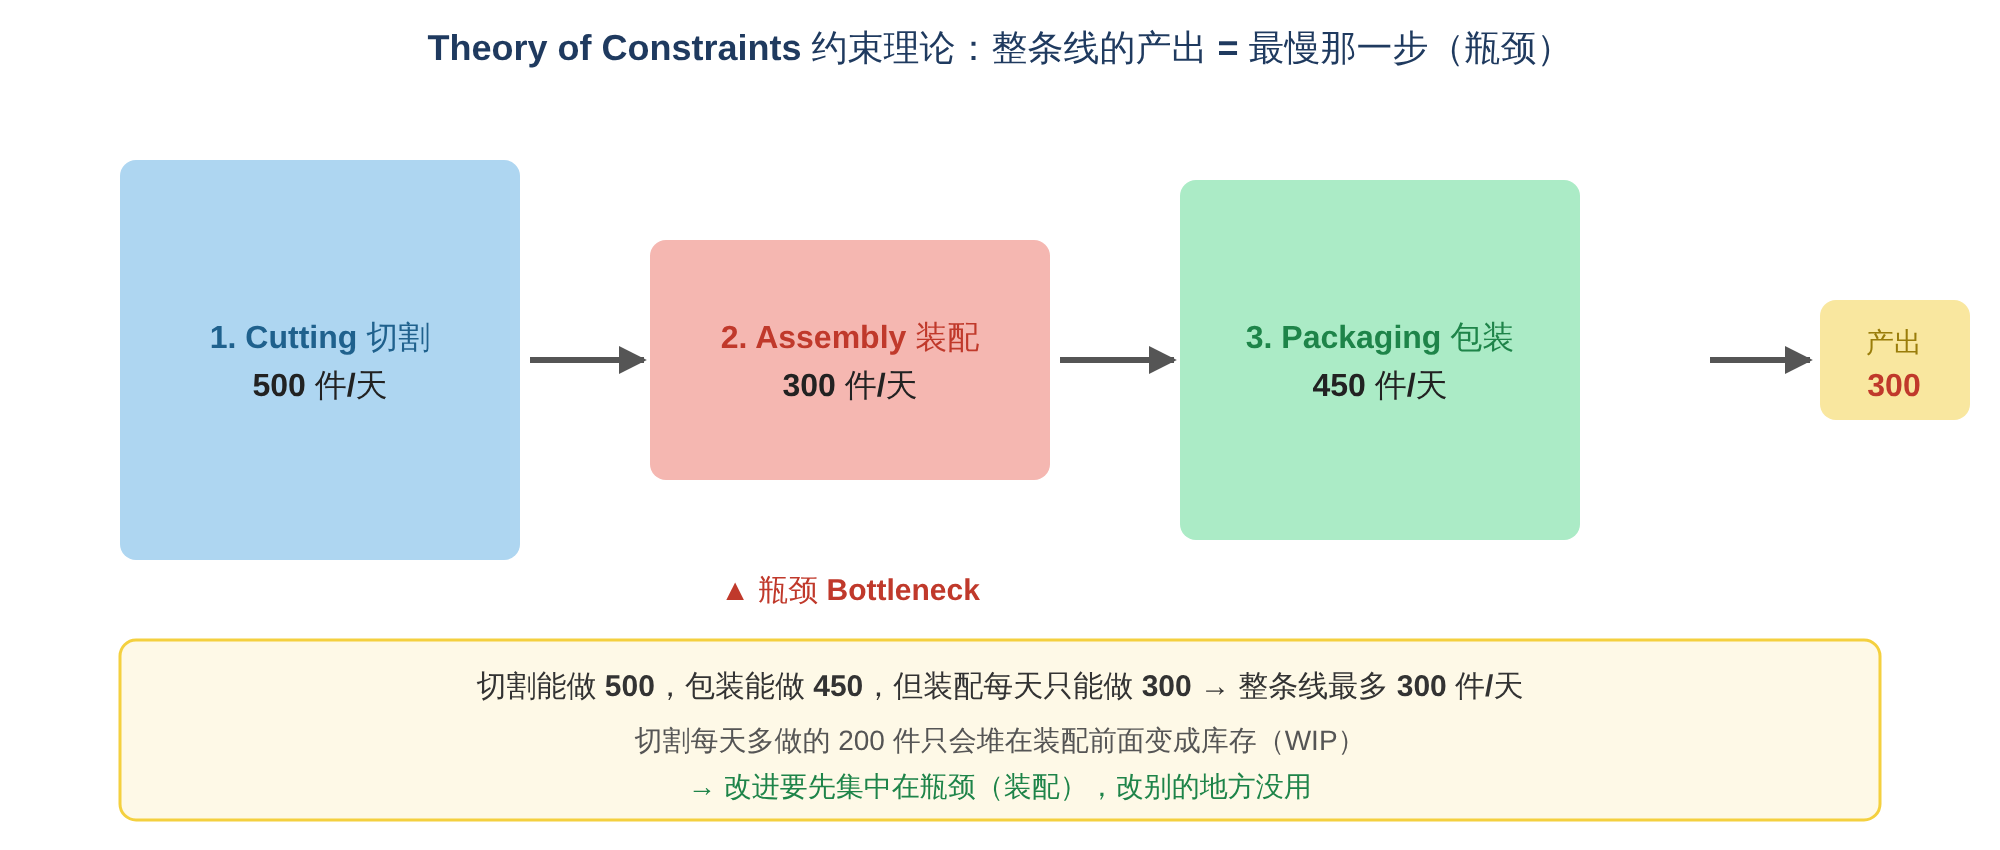 Theory of Constraints 约束理论：整条线的产出 = 最慢那一步（瓶颈）
1. Cutting 切割
500 件/天
2. Assembly 装配
300 件/天
3. Packaging 包装
450 件/天
产出
300
▲ 瓶颈 Bottleneck
切割能做 500，包装能做 450，但装配每天只能做 300 → 整条线最多 300 件/天
切割每天多做的 200 件只会堆在装配前面变成库存（WIP）
→ 改进要先集中在瓶颈（装配），改别的地方没用